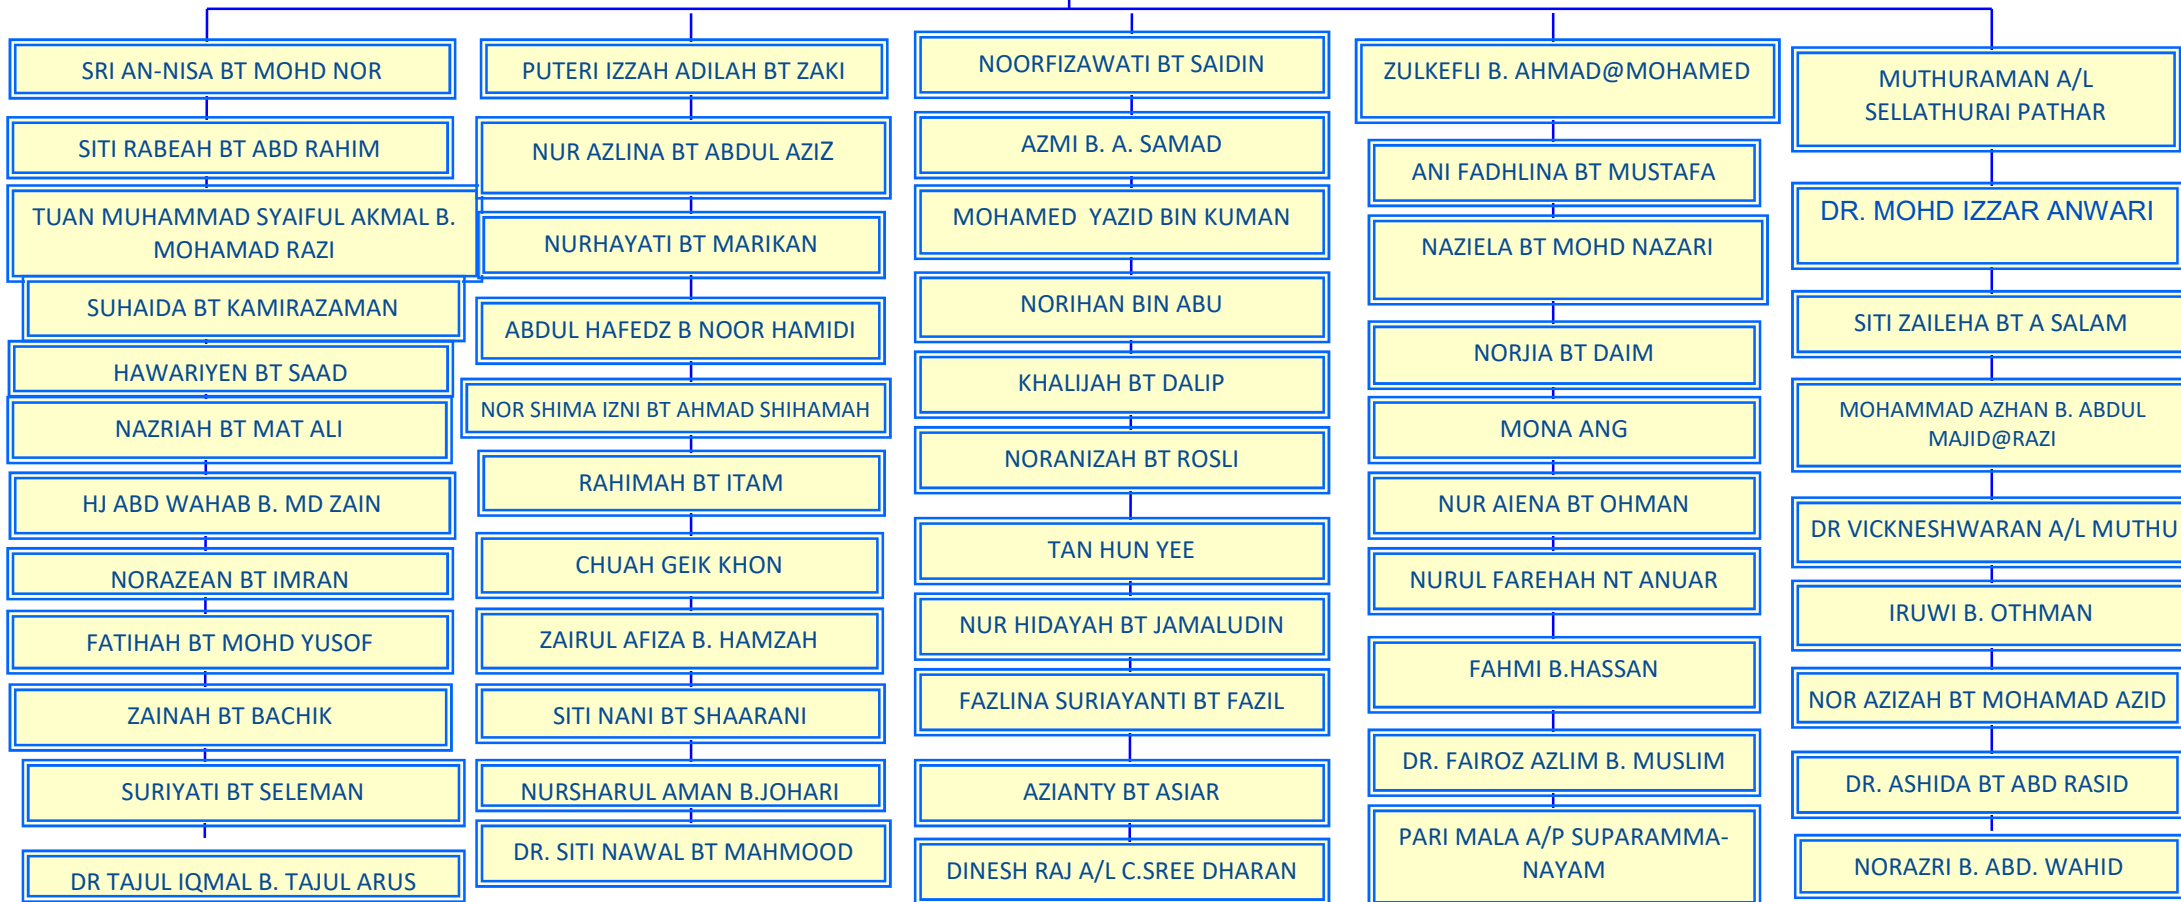 SRI AN-NISA BT MOHD NOR
SITI RABEAH BT ABD RAHIM
TUAN MUHAMMAD SYAIFUL AKMAL B.
MOHAMAD RAZI
SUHAIDA BT KAMIRAZAMAN
HAWARIYEN BT SAAD
NAZRIAH BT MAT ALI
HJ ABD WAHAB B. MD ZAIN
NORAZEAN BT IMRAN
FATIHAH BT MOHD YUSOF
ZAINAH BT BACHIK
SURIYATI BT SELEMAN
DR TAJUL IQMAL B. TAJUL ARUS
PUTERI IZZAH ADILAH BT ZAKI
NUR AZLINA BT ABDUL AZIZ
NURHAYATI BT MARIKAN
ABDUL HAFEDZ B NOOR HAMIDI
NOR SHIMA IZNI BT AHMAD SHIHAMAH
RAHIMAH BT ITAM
CHUAH GEIK KHON
ZAIRUL AFIZA B. HAMZAH
SITI NANI BT SHAARANI
NURSHARUL AMAN B.JOHARI
DR. SITI NAWAL BT MAHMOOD
NOORFIZAWATI BT SAIDIN
AZMI B. A. SAMAD
MOHAMED  YAZID BIN KUMAN
NORIHAN BIN ABU
KHALIJAH BT DALIP
NORANIZAH BT ROSLI
TAN HUN YEE
NUR HIDAYAH BT JAMALUDIN
FAZLINA SURIAYANTI BT FAZIL
AZIANTY BT ASIAR
DINESH RAJ A/L C.SREE DHARAN
ZULKEFLI B. AHMAD@MOHAMED
ANI FADHLINA BT MUSTAFA
NAZIELA BT MOHD NAZARI
NORJIA BT DAIM
MONA ANG
NUR AIENA BT OHMAN
NURUL FAREHAH NT ANUAR
FAHMI B.HASSAN
DR. FAIROZ AZLIM B. MUSLIM
PARI MALA A/P SUPARAMMA-
NAYAM
MUTHURAMAN A/L
SELLATHURAI PATHAR
DR. MOHD IZZAR ANWARI
SITI ZAILEHA BT A SALAM
MOHAMMAD AZHAN B. ABDUL
MAJID@RAZI
DR VICKNESHWARAN A/L MUTHU
IRUWI B. OTHMAN
NOR AZIZAH BT MOHAMAD AZID
DR. ASHIDA BT ABD RASID
NORAZRI B. ABD. WAHID